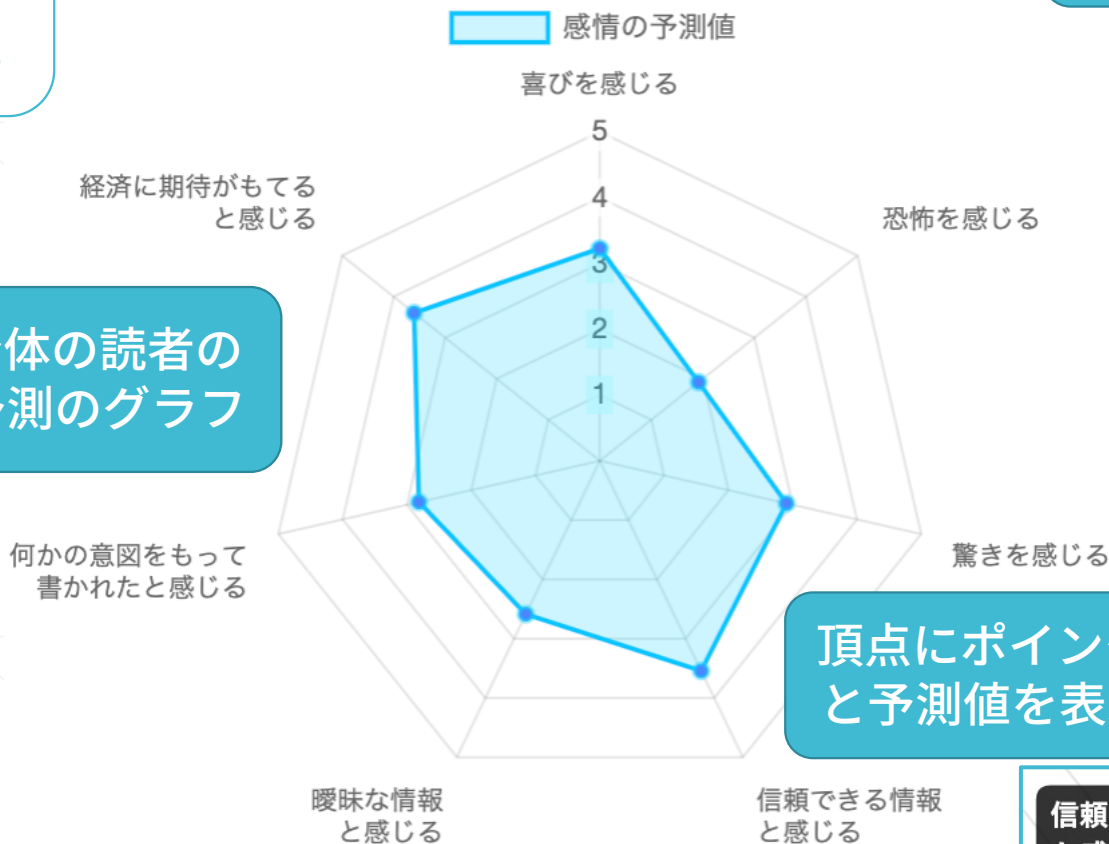 感情の予測値
喜びを感じる
5
4
3
2
1
経済に期待がもてる
と感じる
恐怖を感じる
体の読者の
測のグラフ
何かの意図をもって
書かれたと感じる
驚きを感じる
頂点にポイン
と予測値を表
曖昧な情報
と感じる
信頼できる情報
と感じる
信頼